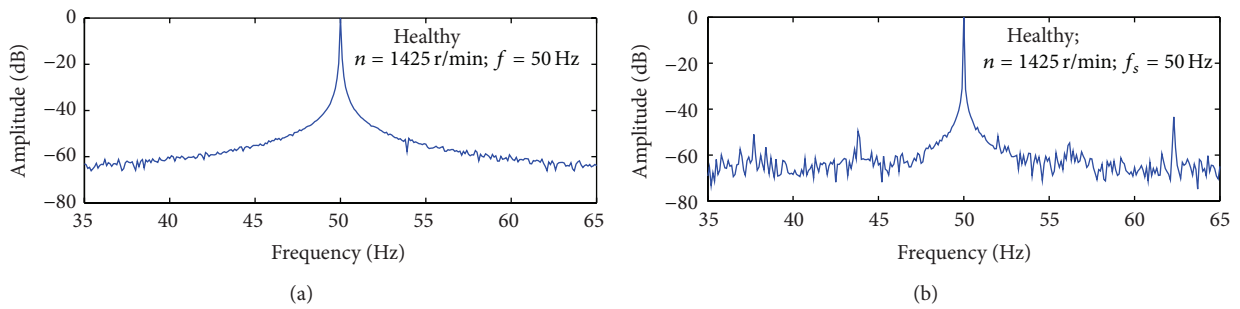 0
−20
−40
−60
−80
Amplitude (dB)
Healthy
n = 1425 r/min; f = 50 Hz
35 40 45 50 55 60 65
Frequency (Hz)
(a)
0
−20
−40
−60
−80
Amplitude (dB)
Healthy;
n = 1425 r/min; fₛ = 50 Hz
35 40 45 50 55 60 65
Frequency (Hz)
(b)